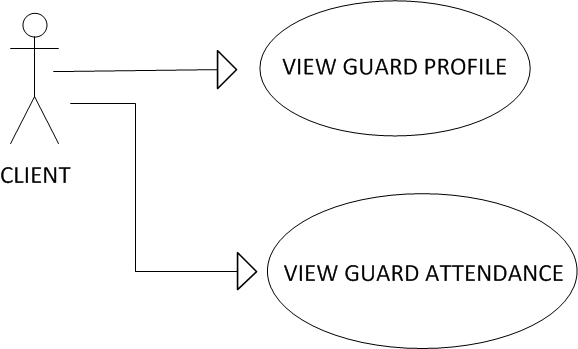 VIEW GUARD PROFILE
CLIENT
VIEW GUARD ATTENDANCE